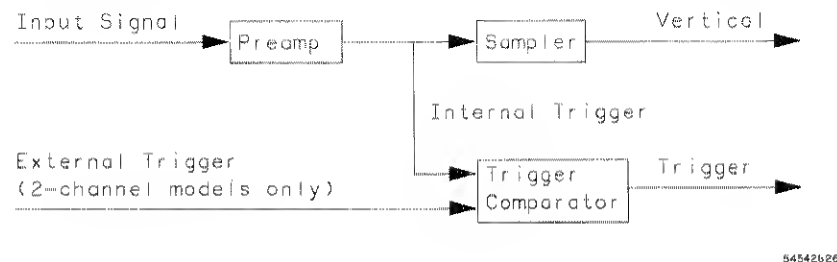 Input Signal
Preamp
Sampler
Vertical
Internal Trigger
External Trigger
(2-channel models only)
Trigger
Comparator
Trigger
54542b26